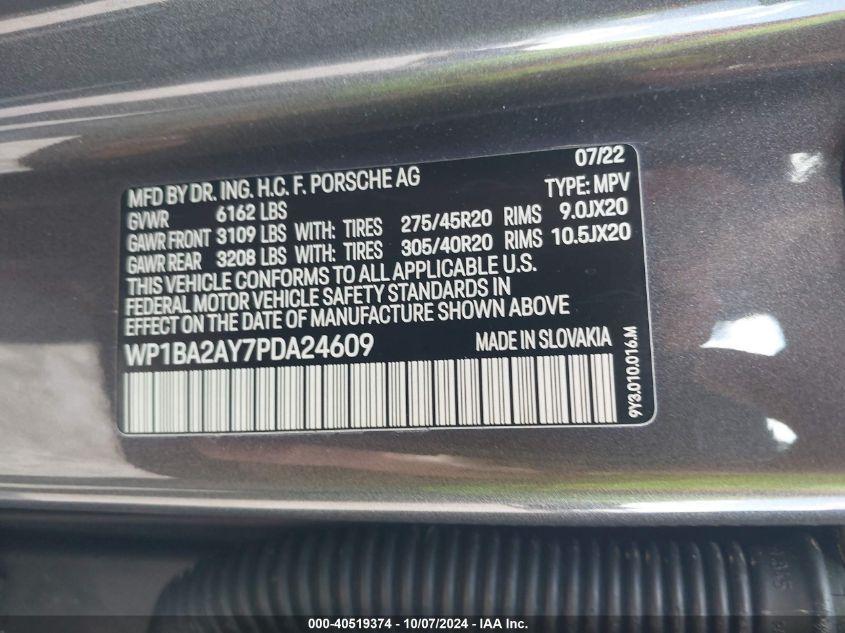 07/22
MFD BY DR. ING. H.C. F. PORSCHE AG
TYPE: MPV
GVWR 6162 LBS
GAWR FRONT 3109 LBS WITH: TIRES 275/45R20 RIMS 9.0JX20
GAWR REAR 3208 LBS WITH: TIRES 305/40R20 RIMS 10.5JX20
THIS VEHICLE CONFORMS TO ALL APPLICABLE U.S.
FEDERAL MOTOR VEHICLE SAFETY STANDARDS IN
EFFECT ON THE DATE OF MANUFACTURE SHOWN ABOVE
WP1BA2AY7PDA24609 MADE IN SLOVAKIA
9Y3.010.016.M
000-40519374 - 10/07/2024 - IAA Inc.